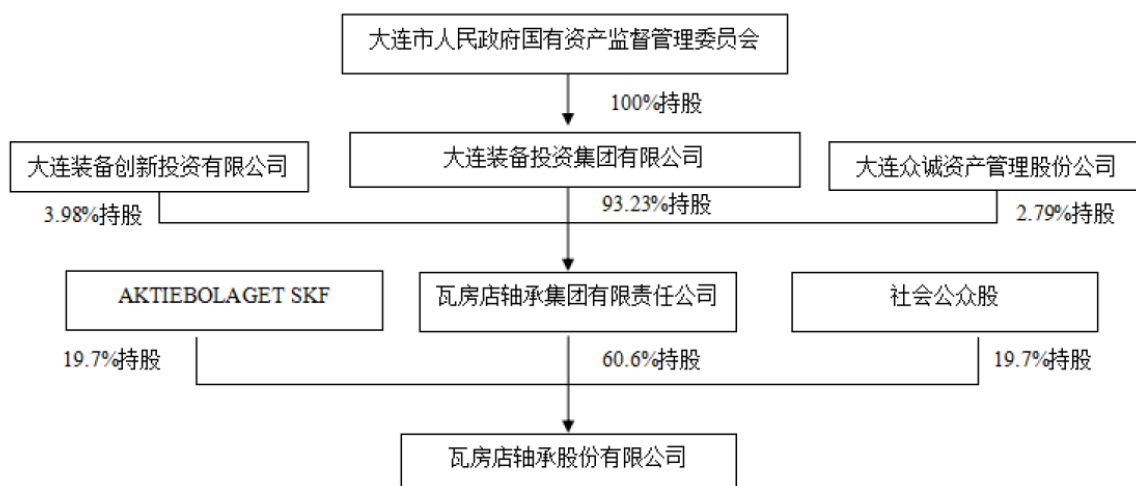 大连市人民政府国有资产监督管理委员会
100%持股
大连装备创新投资有限公司
大连装备投资集团有限公司
大连众诚资产管理股份公司
3.98%持股
93.23%持股
2.79%持股
AKTIEBOLAGET SKF
瓦房店轴承集团有限责任公司
社会公众股
19.7%持股
60.6%持股
19.7%持股
瓦房店轴承股份有限公司